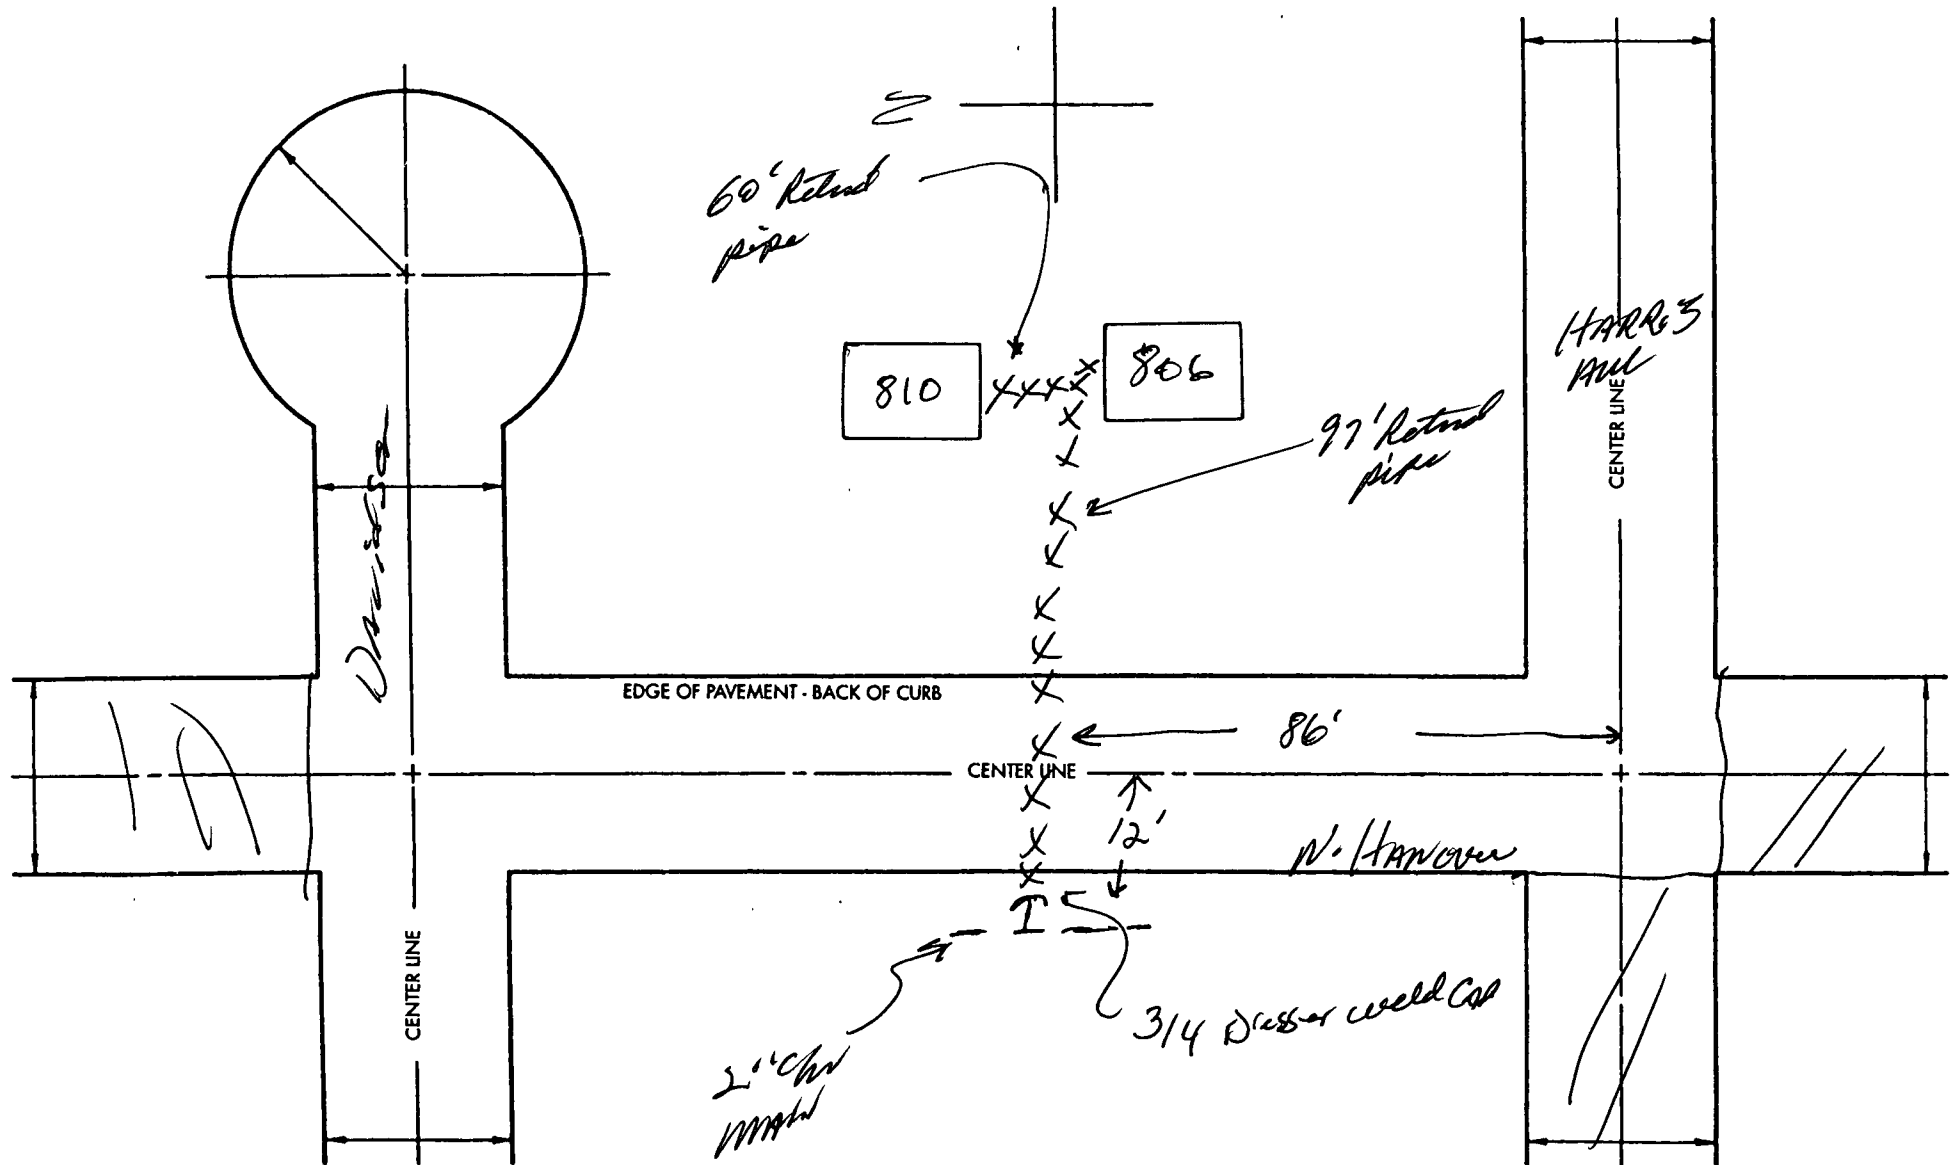 N
60' Retired
pipe
810
806
HARRIS
AVE
CENTER LINE
97' Retired
pipe
EDGE OF PAVEMENT - BACK OF CURB
86'
CENTER LINE
12'
N. HANOVER
CENTER LINE
3/4 Dresser weld Cap
2"
MAIN